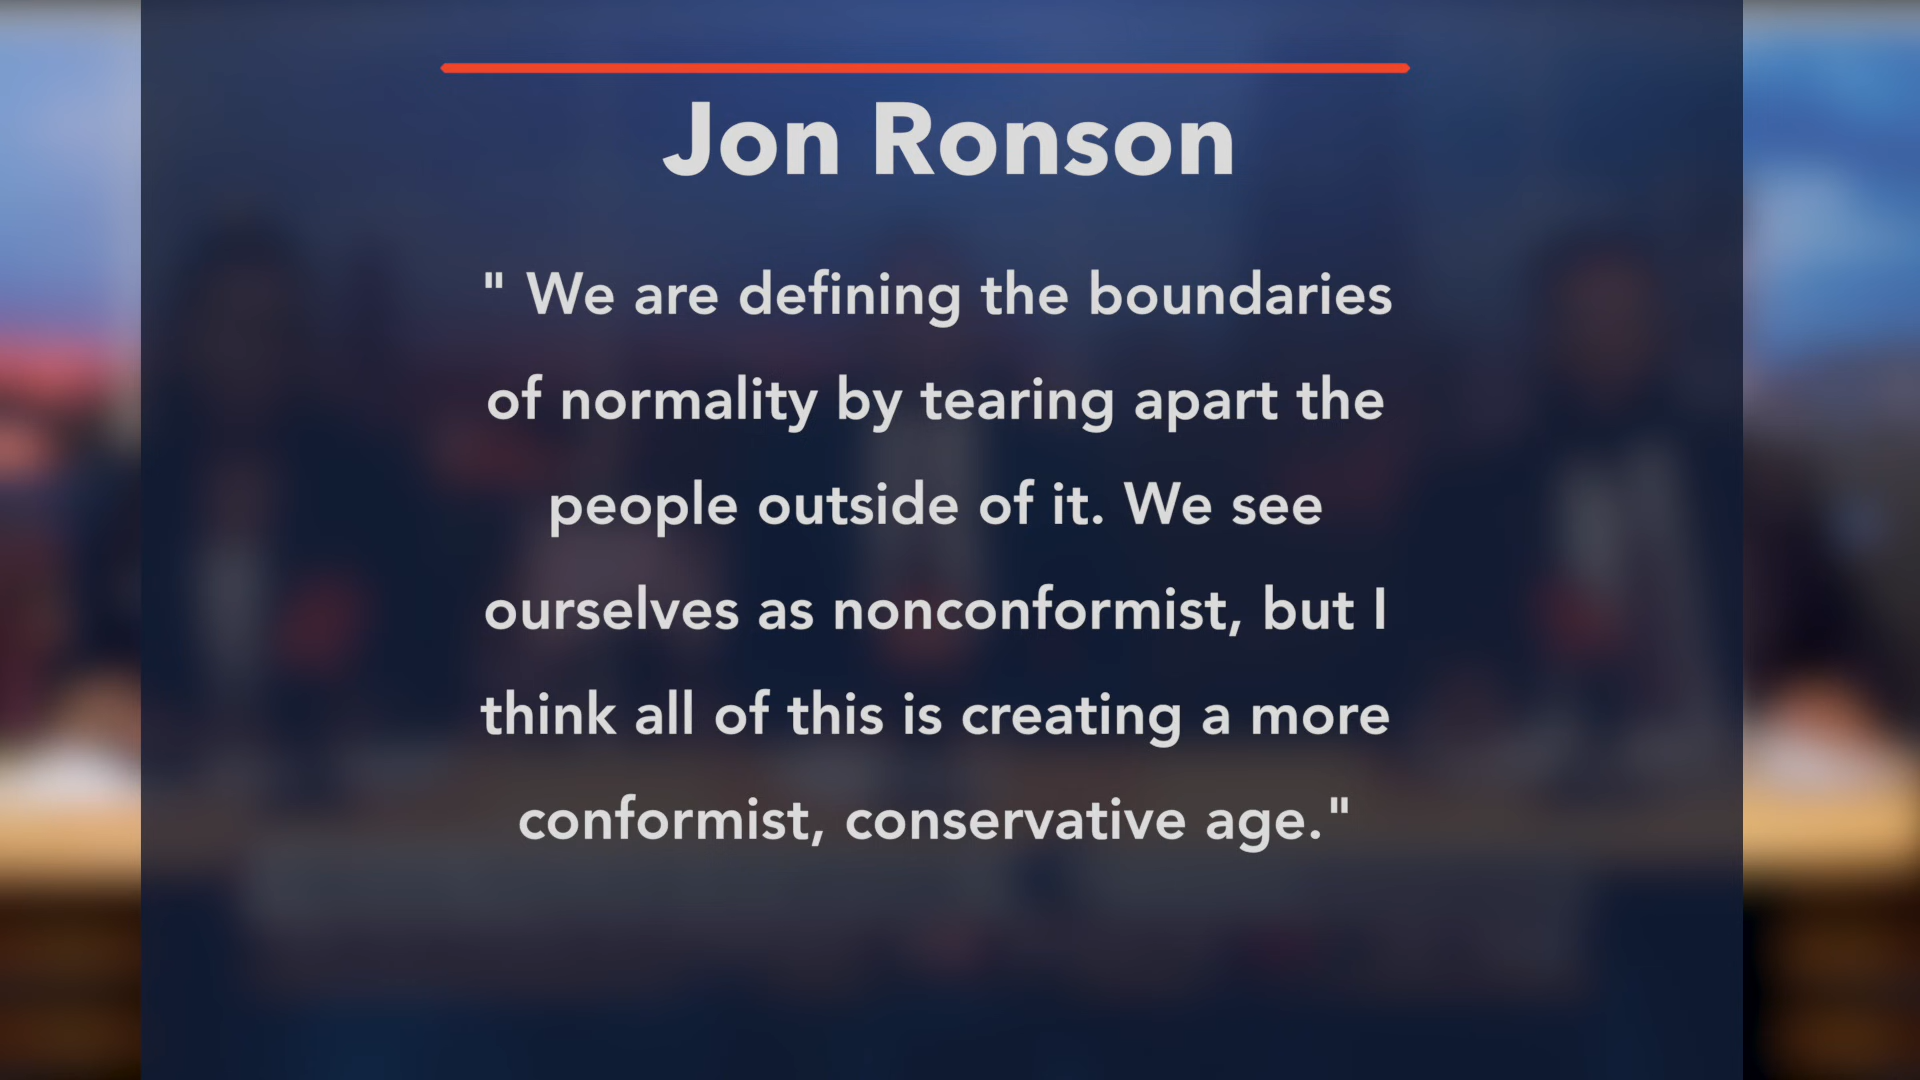 Jon Ronson
" We are defining the boundaries
of normality by tearing apart the
people outside of it. We see
ourselves as nonconformist, but I
think all of this is creating a more
conformist, conservative age."